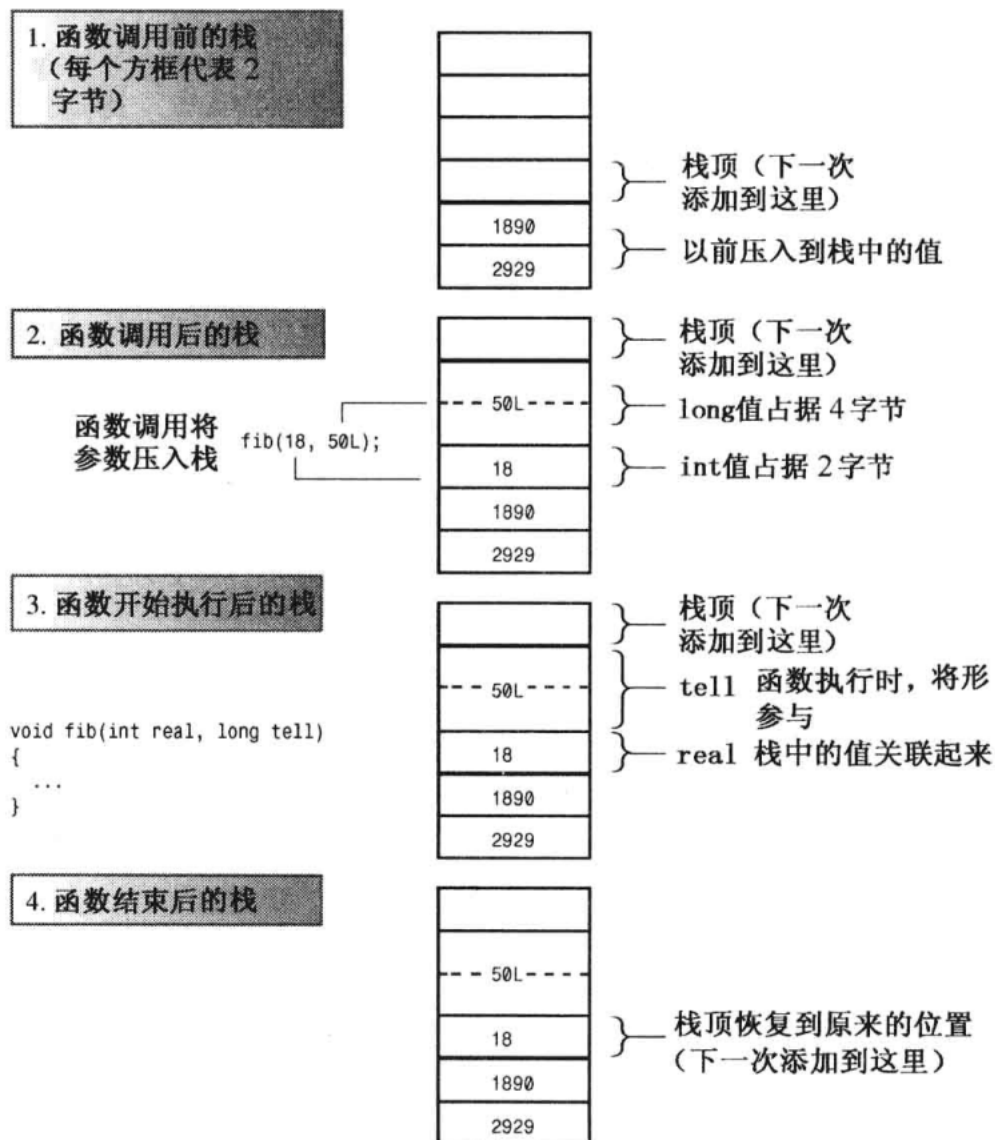 1. 函数调用前的栈
（每个方框代表 2
字节）
栈顶（下一次
添加到这里）
1890
以前压入到栈中的值
2929
2. 函数调用后的栈
栈顶（下一次
添加到这里）
50L
long值占据 4 字节
函数调用将
参数压入栈
fib(18, 50L);
18
int值占据 2 字节
1890
2929
3. 函数开始执行后的栈
栈顶（下一次
添加到这里）
50L
tell 函数执行时，将形
参与
void fib(int real, long tell)
{
...
}
18
real 栈中的值关联起来
1890
2929
4. 函数结束后的栈
50L
18
栈顶恢复到原来的位置
（下一次添加到这里）
1890
2929